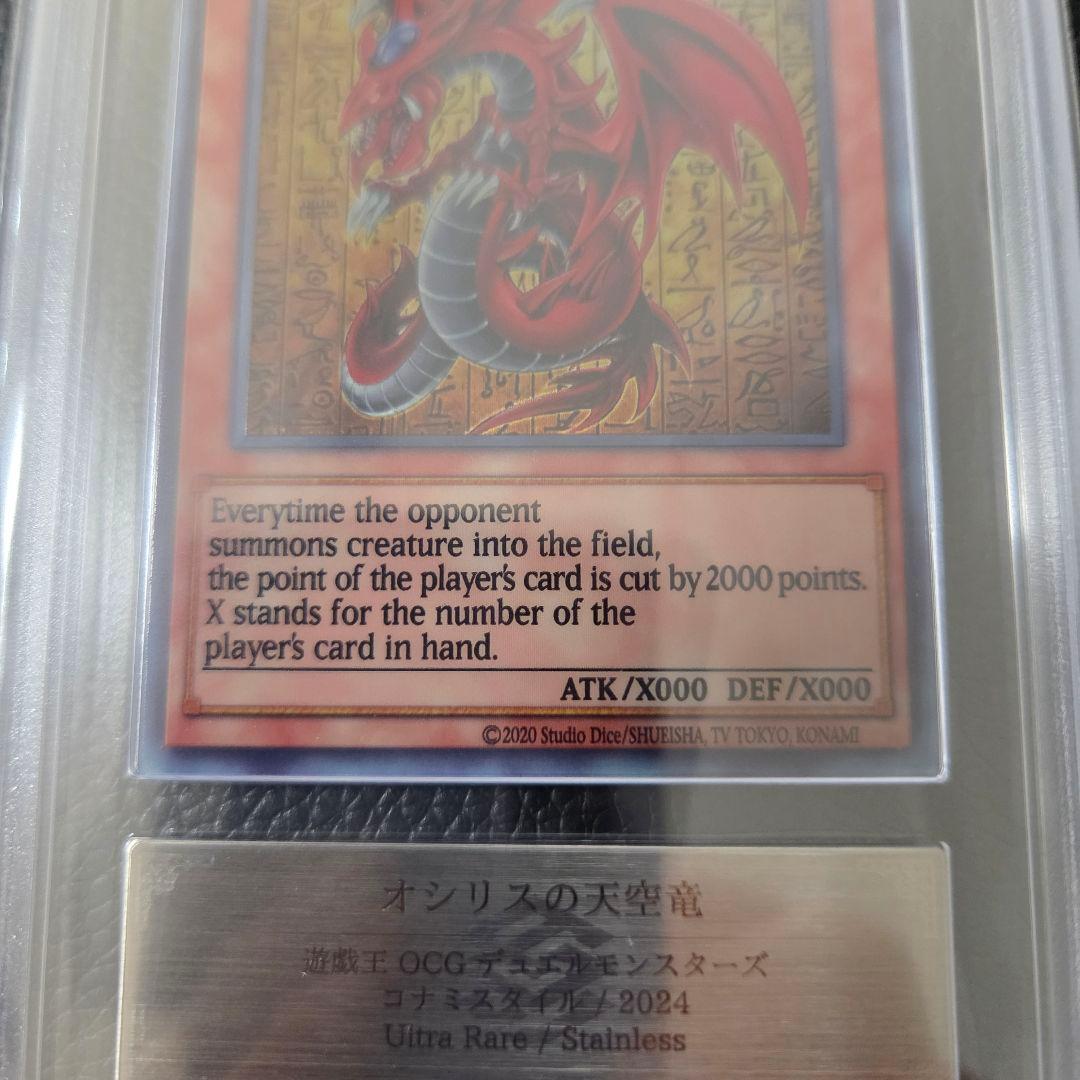 Everytime the opponent
summons creature into the field,
the point of the player's card is cut by 2000 points.
X stands for the number of the
player's card in hand.
ATK/X000 DEF/X000
©2020 Studio Dice/SHUEISHA, TV TOKYO, KONAMI
オシリスの天空竜
遊戯王 OCG デュエルモンスターズ
コナミスタイル / 2024
Ultra Rare / Stainless